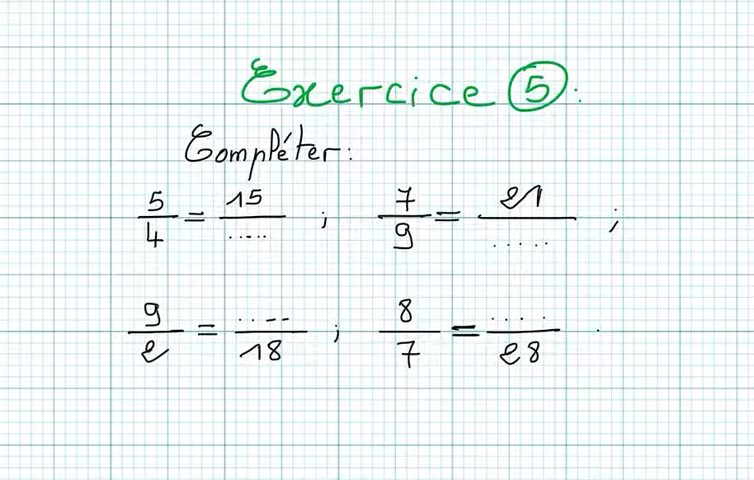 Exercice 5 :
Compléter :
5/4 = 15/..... ; 7/9 = 21/..... ;
9/2 = ...../18 ; 8/7 = ..../28 .